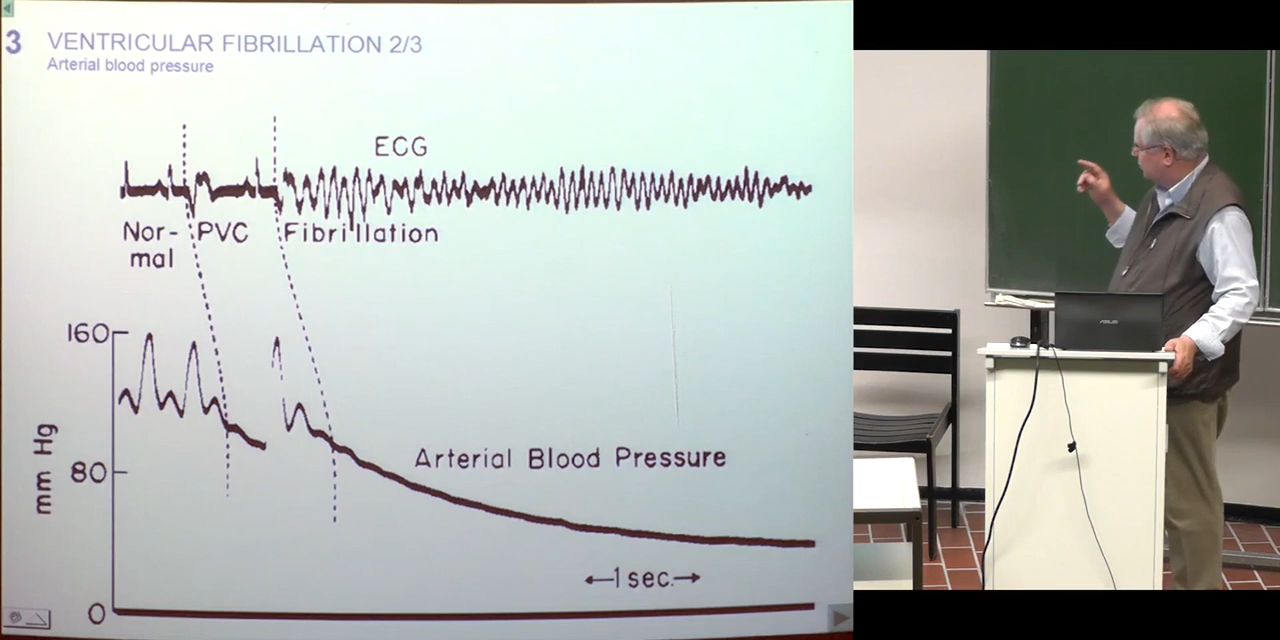 3 VENTRICULAR FIBRILLATION 2/3
Arterial blood pressure
ECG
Nor- PVC Fibrillation
mal
160
mm Hg
80
Arterial Blood Pressure
1 sec.
0
ASUS